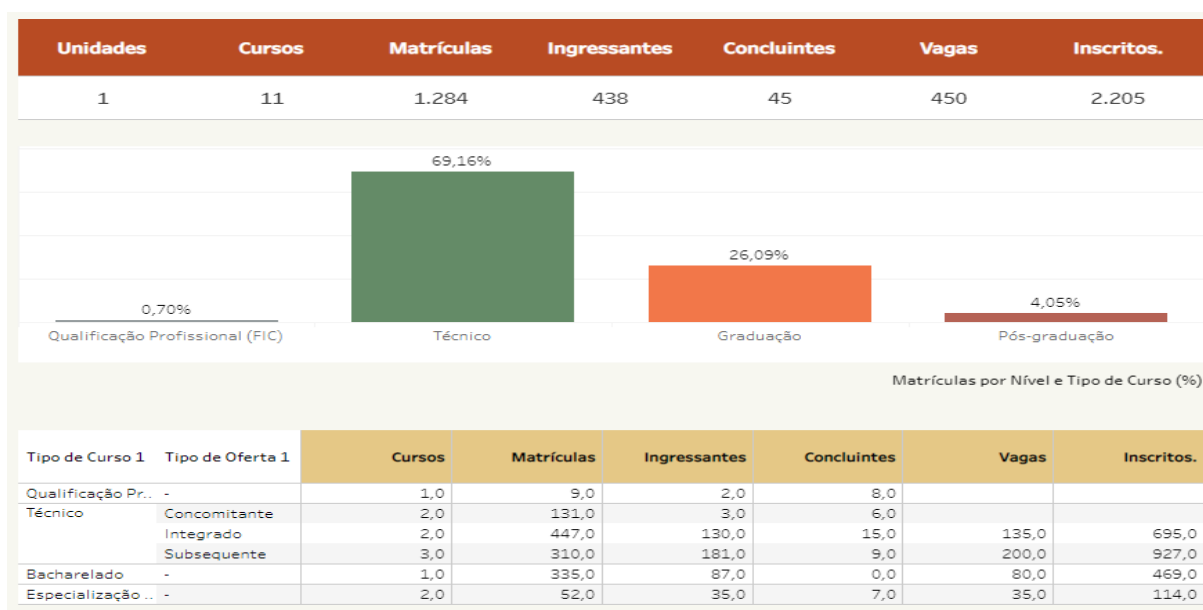 Unidades Cursos Matrículas Ingressantes Concluintes Vagas Inscritos.
1 11 1.284 438 45 450 2.205
69,16%
26,09%
4,05%
0,70%
Qualificação Profissional (FIC) Técnico Graduação Pós-graduação
Matrículas por Nível e Tipo de Curso (%)
Tipo de Curso 1 Tipo de Oferta 1 Cursos Matrículas Ingressantes Concluintes Vagas Inscritos.
Qualificação Pr.. - 1,0 9,0 2,0 8,0
Técnico Concomitante 2,0 131,0 3,0 6,0
Integrado 2,0 447,0 130,0 15,0 135,0 695,0
Subsequente 3,0 310,0 181,0 9,0 200,0 927,0
Bacharelado - 1,0 335,0 87,0 0,0 80,0 469,0
Especialização .. - 2,0 52,0 35,0 7,0 35,0 114,0